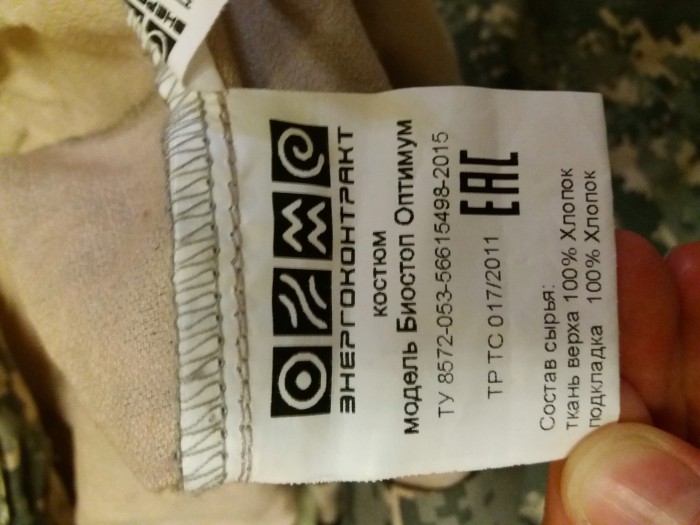 ЭНЕРГОКОНТРАКТ
костюм
модель Биостоп Оптимум
ТУ 8572-053-56615498-2015
ТР ТС 017/2011 ЕАС
Состав сырья:
ткань верха 100% Хлопок
подкладка 100% Хлопок